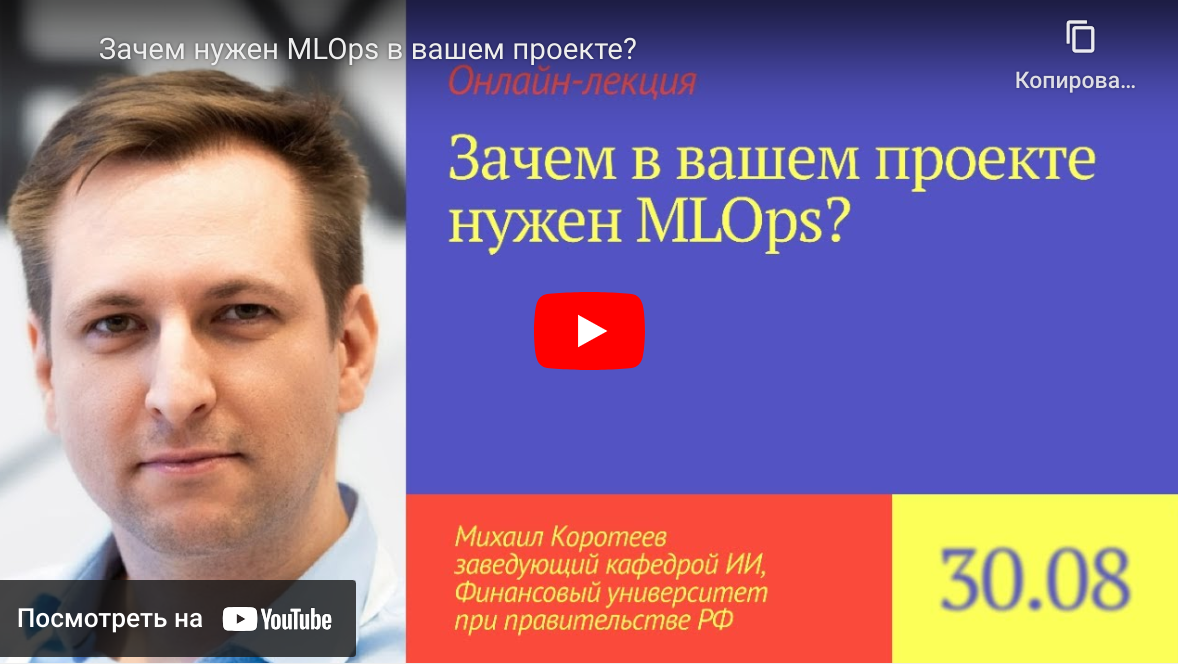 Зачем нужен MLOps в вашем проекте?
Копирова...
Онлайн-лекция
Зачем в вашем проекте
нужен MLOps?
Михаил Коротеев
заведующий кафедрой ИИ,
Финансовый университет
при правительстве РФ
30.08
Посмотреть на YouTube